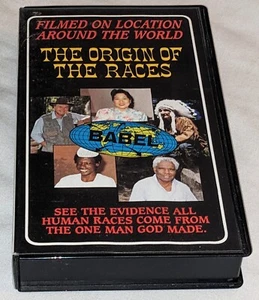 FILMED ON LOCATION
AROUND THE WORLD
THE ORIGIN OF
THE RACES
BABEL
SEE THE EVIDENCE ALL
HUMAN RACES COME FROM
THE ONE MAN GOD MADE.